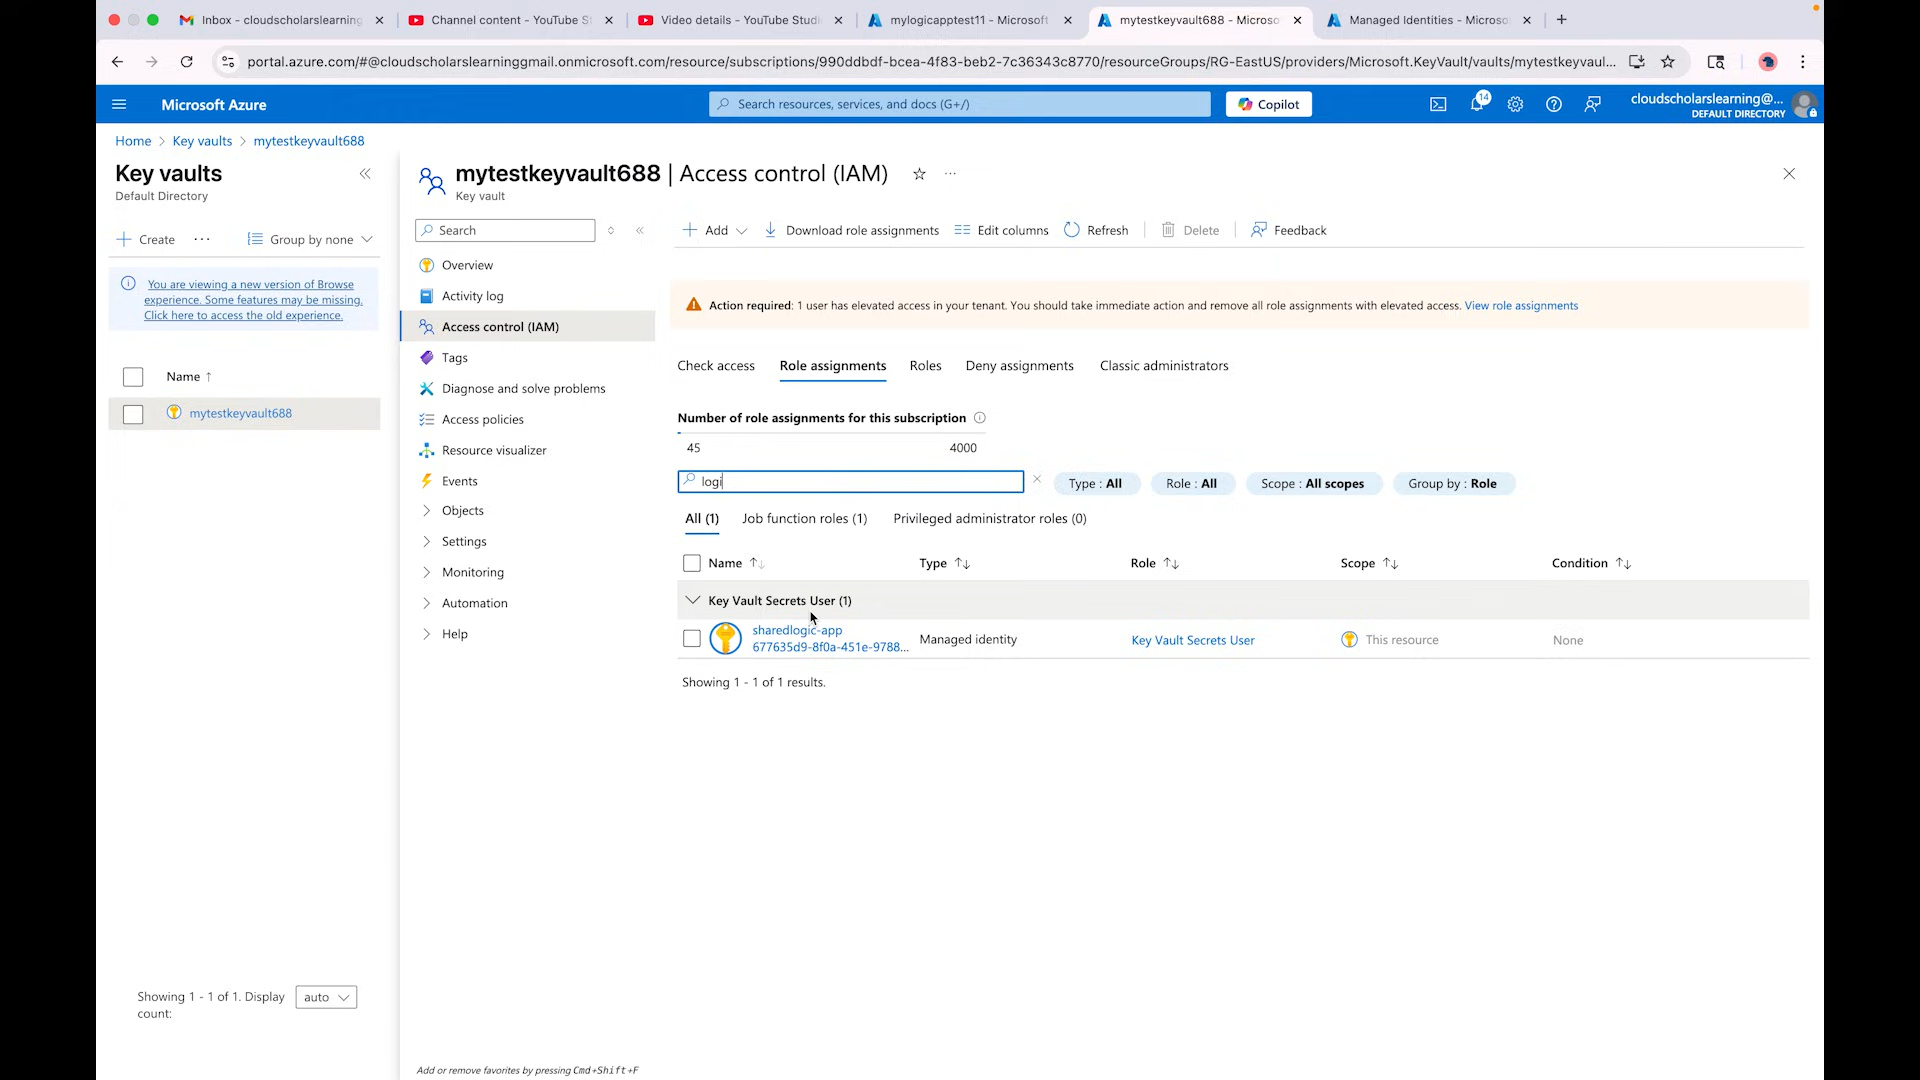 Inbox - cloudscholarslearning
Channel content - YouTube S
Video details - YouTube Studi
mylogicapptest11 - Microsoft
mytestkeyvault688 - Microso
Managed Identities - Microso
portal.azure.com/#@cloudscholarslearninggmail.onmicrosoft.com/resource/subscriptions/990ddbdf-bcea-4f83-beb2-7c36343c8770/resourceGroups/RG-EastUS/providers/Microsoft.KeyVault/vaults/mytestkeyvaul...
Microsoft Azure
Search resources, services, and docs (G+/)
Copilot
14
cloudscholarslearning@...
DEFAULT DIRECTORY
Home > Key vaults > mytestkeyvault688
Key vaults
Default Directory
Create
Group by none
You are viewing a new version of Browse
experience. Some features may be missing.
Click here to access the old experience.
Name ↑
mytestkeyvault688
Showing 1 - 1 of 1. Display
count:
auto
mytestkeyvault688 | Access control (IAM)
Key vault
Search
Overview
Activity log
Access control (IAM)
Tags
Diagnose and solve problems
Access policies
Resource visualizer
Events
Objects
Settings
Monitoring
Automation
Help
Add or remove favorites by pressing Cmd+Shift+F
Add
Download role assignments
Edit columns
Refresh
Delete
Feedback
Action required: 1 user has elevated access in your tenant. You should take immediate action and remove all role assignments with elevated access. View role assignments
Check access
Role assignments
Roles
Deny assignments
Classic administrators
Number of role assignments for this subscription
45
4000
logi
Type : All
Role : All
Scope : All scopes
Group by : Role
All (1)
Job function roles (1)
Privileged administrator roles (0)
Name ↑↓
Type ↑↓
Role ↑↓
Scope ↑↓
Condition ↑↓
Key Vault Secrets User (1)
sharedlogic-app
677635d9-8f0a-451e-9788...
Managed identity
Key Vault Secrets User
This resource
None
Showing 1 - 1 of 1 results.